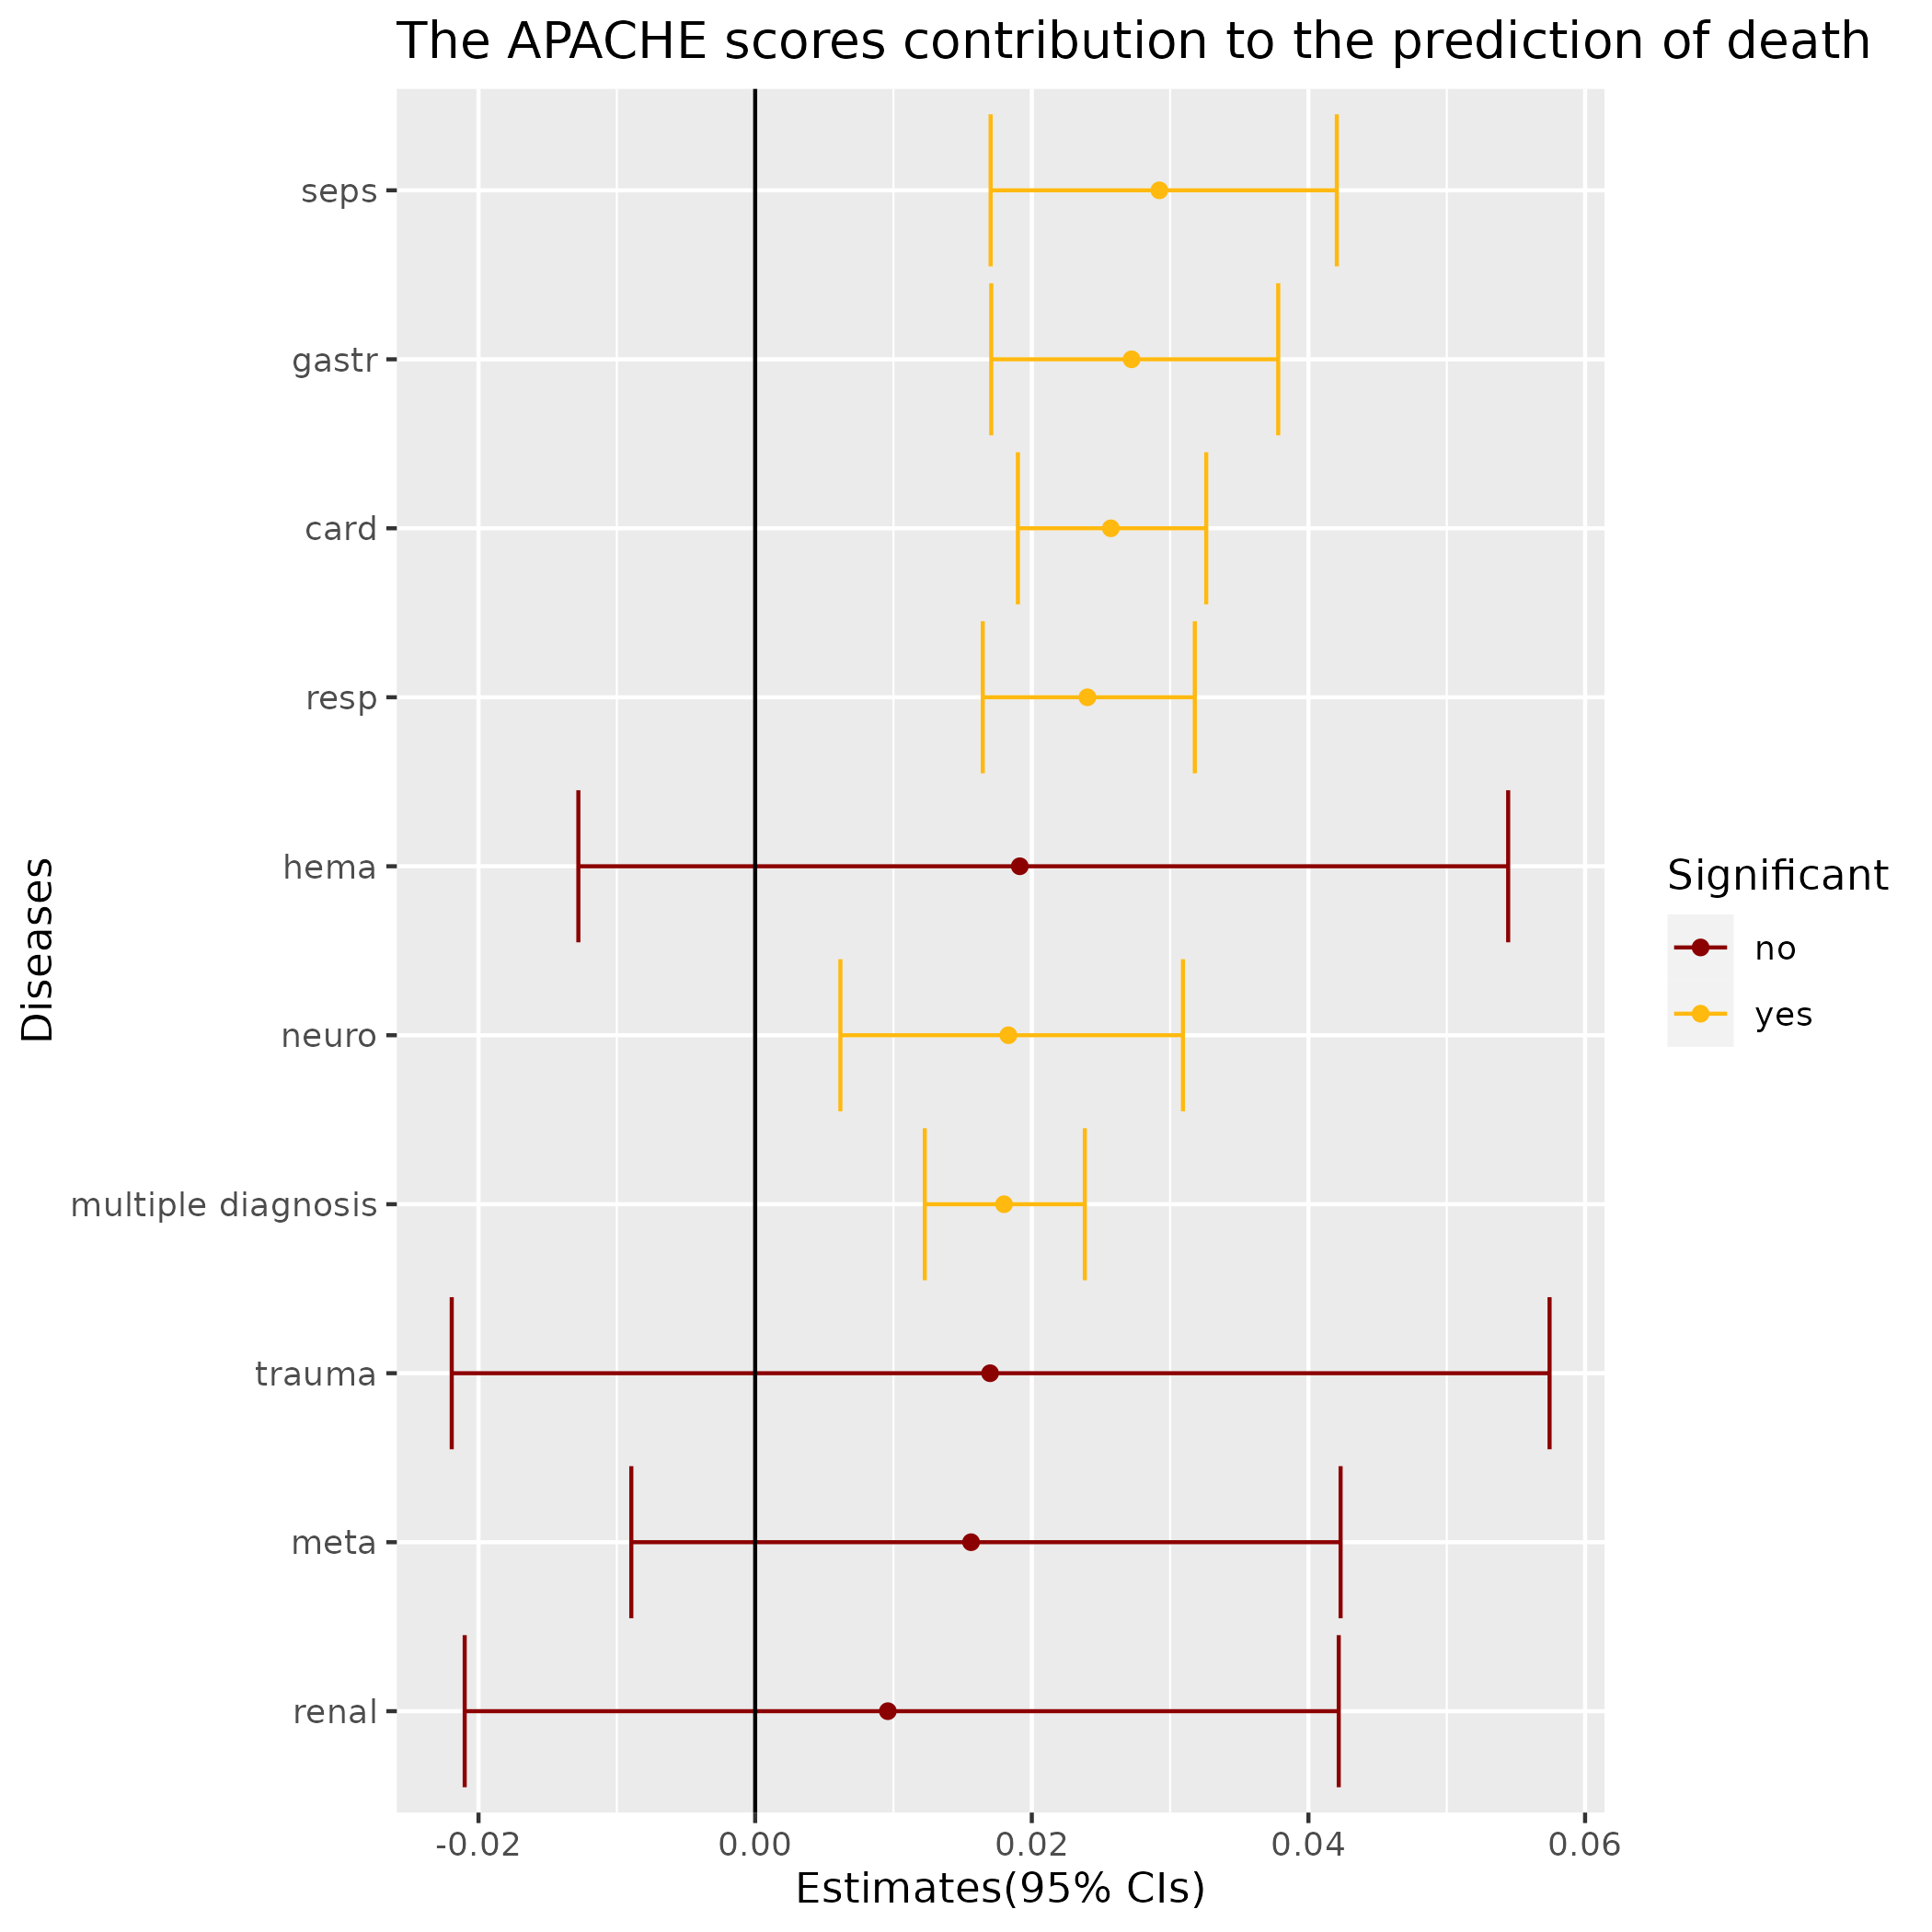 The APACHE scores contribution to the prediction of death
seps
gastr
card
resp
hema
neuro
multiple diagnosis
trauma
meta
renal
Diseases
-0.02 0.00 0.02 0.04 0.06
Estimates(95% CIs)
Significant
no
yes